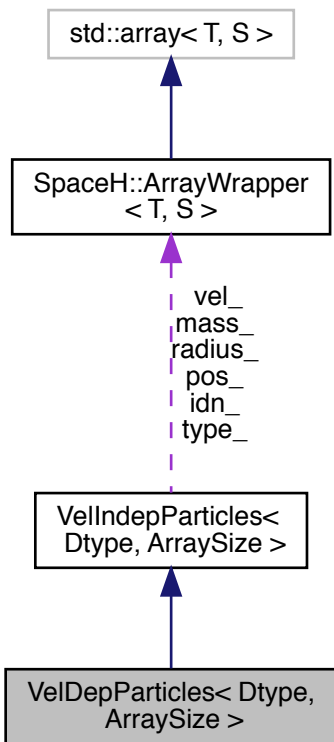 std::array< T, S >
SpaceH::ArrayWrapper
< T, S >
vel_
mass_
radius_
pos_
idn_
type_
VelIndepParticles<
Dtype, ArraySize >
VelDepParticles< Dtype,
ArraySize >